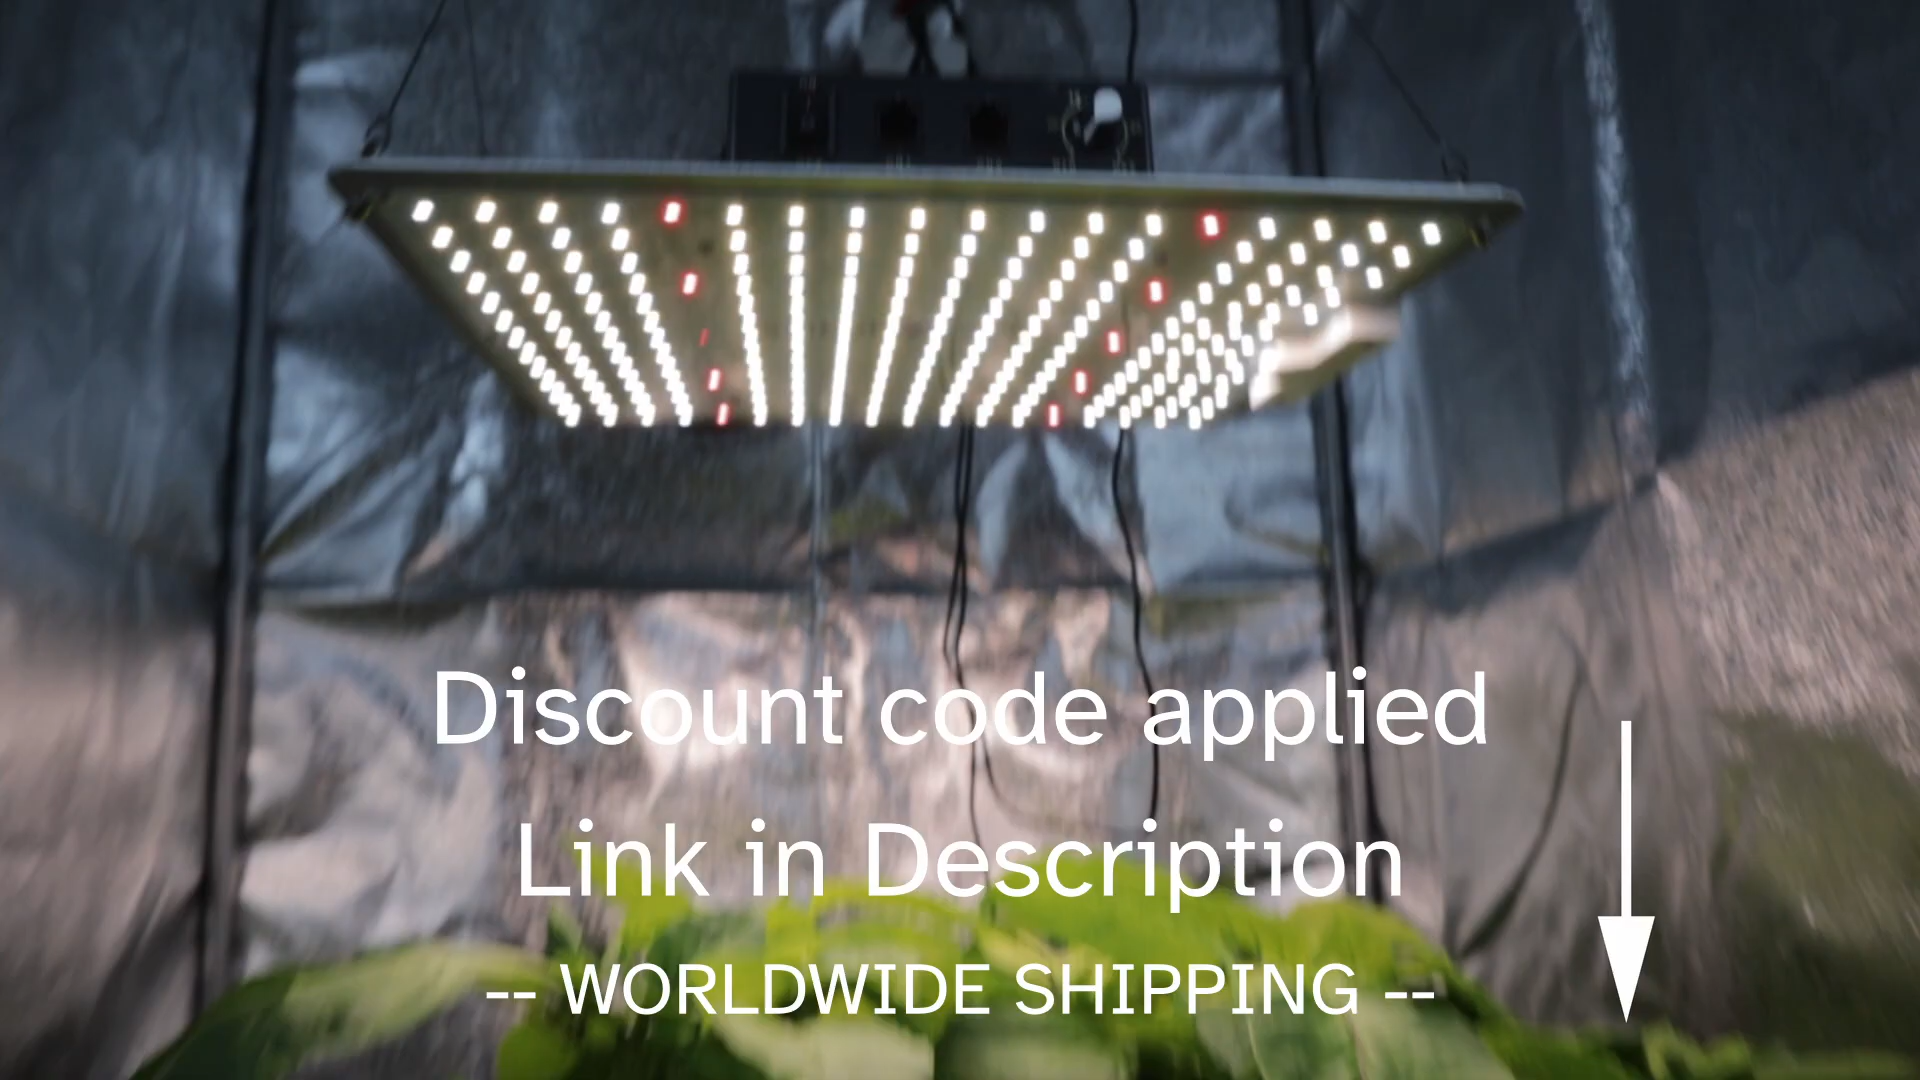 Discount code applied
Link in Description
-- WORLDWIDE SHIPPING --